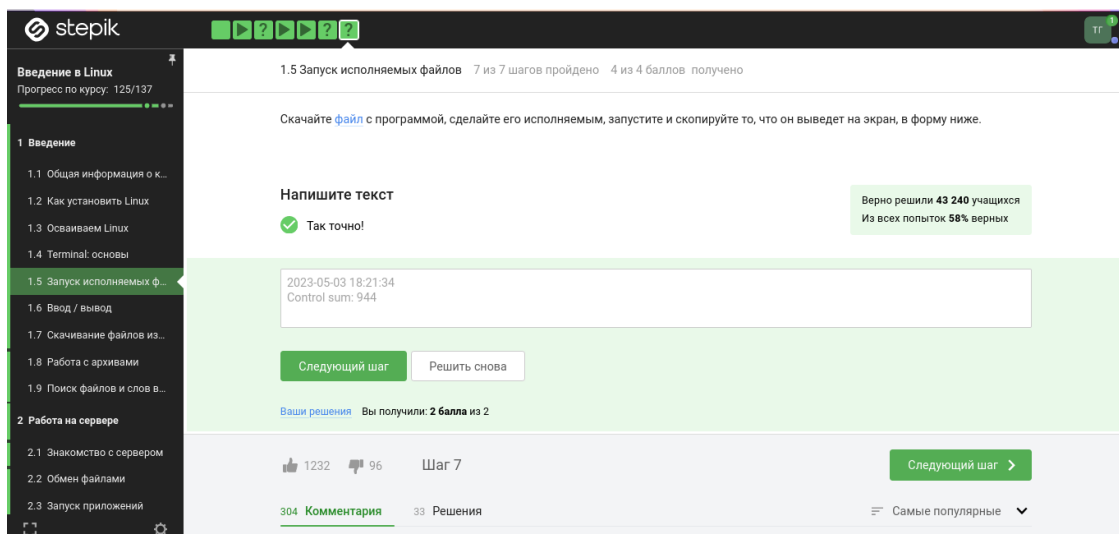 stepik
? ? ?
ТГ
1
Введение в Linux
Прогресс по курсу: 125/137
1 Введение
1.1 Общая информация о к...
1.2 Как установить Linux
1.3 Осваиваем Linux
1.4 Terminal: основы
1.5 Запуск исполняемых ф...
1.6 Ввод / вывод
1.7 Скачивание файлов из...
1.8 Работа с архивами
1.9 Поиск файлов и слов в...
2 Работа на сервере
2.1 Знакомство с сервером
2.2 Обмен файлами
2.3 Запуск приложений
1.5 Запуск исполняемых файлов 7 из 7 шагов пройдено 4 из 4 баллов получено
Скачайте файл с программой, сделайте его исполняемым, запустите и скопируйте то, что он выведет на экран, в форму ниже.
Напишите текст
Так точно!
Верно решили 43 240 учащихся
Из всех попыток 58% верных
2023-05-03 18:21:34
Control sum: 944
Следующий шаг
Решить снова
Ваши решения Вы получили: 2 балла из 2
1232 96 Шаг 7
Следующий шаг
304 Комментария 33 Решения
Самые популярные